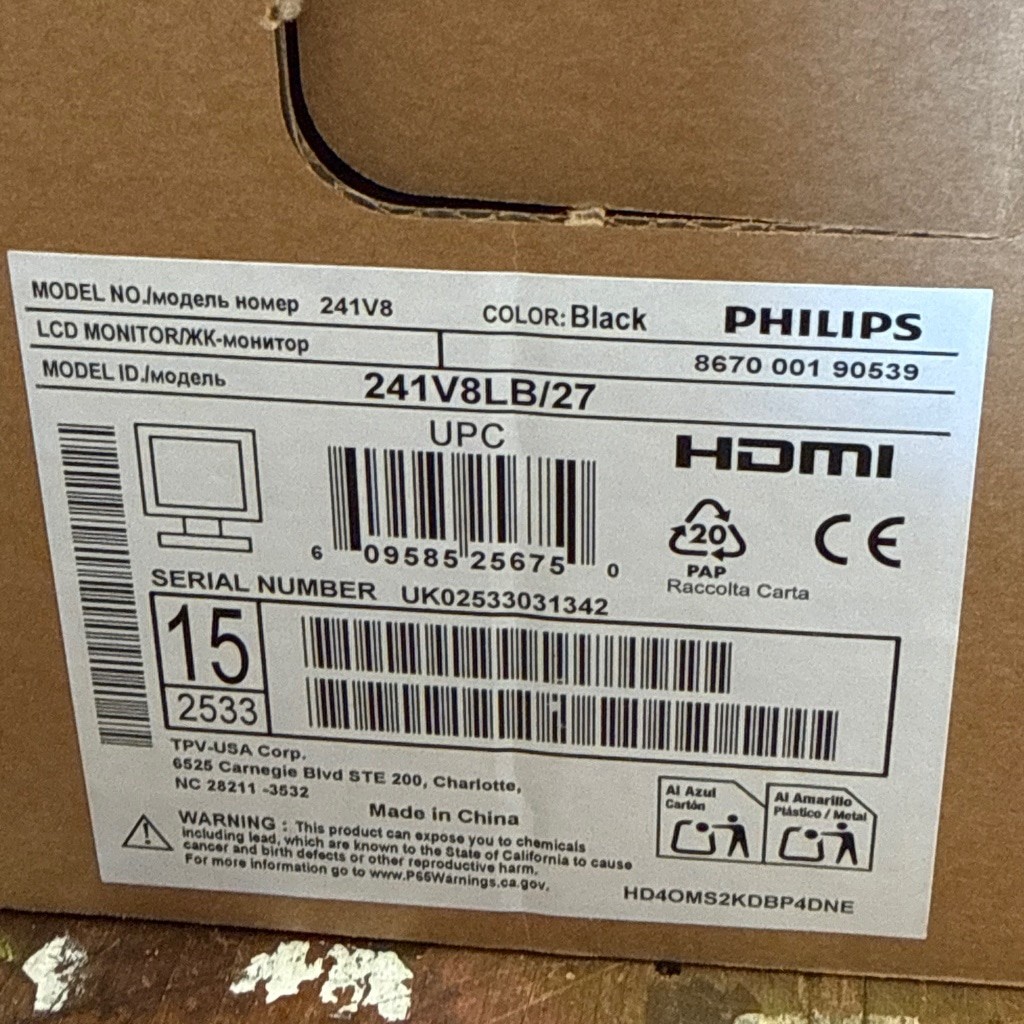 MODEL NO./модель номер 241V8 COLOR: Black PHILIPS
LCD MONITOR/ЖК-монитор 8670 001 90539
MODEL ID./модель 241V8LB/27
UPC
HDMI
6 09585 25675 0
20
PAP
Raccolta Carta
CE
SERIAL NUMBER UK02533031342
15
2533
TPV-USA Corp.
6525 Carnegie Blvd STE 200, Charlotte,
NC 28211 -3532
Made in China
WARNING : This product can expose you to chemicals
including lead, which are known to the State of California to cause
cancer and birth defects or other reproductive harm.
For more information go to www.P65Warnings.ca.gov.
Al Azul
Cartón
Al Amarillo
Plástico / Metal
HD4OMS2KDBP4DNE